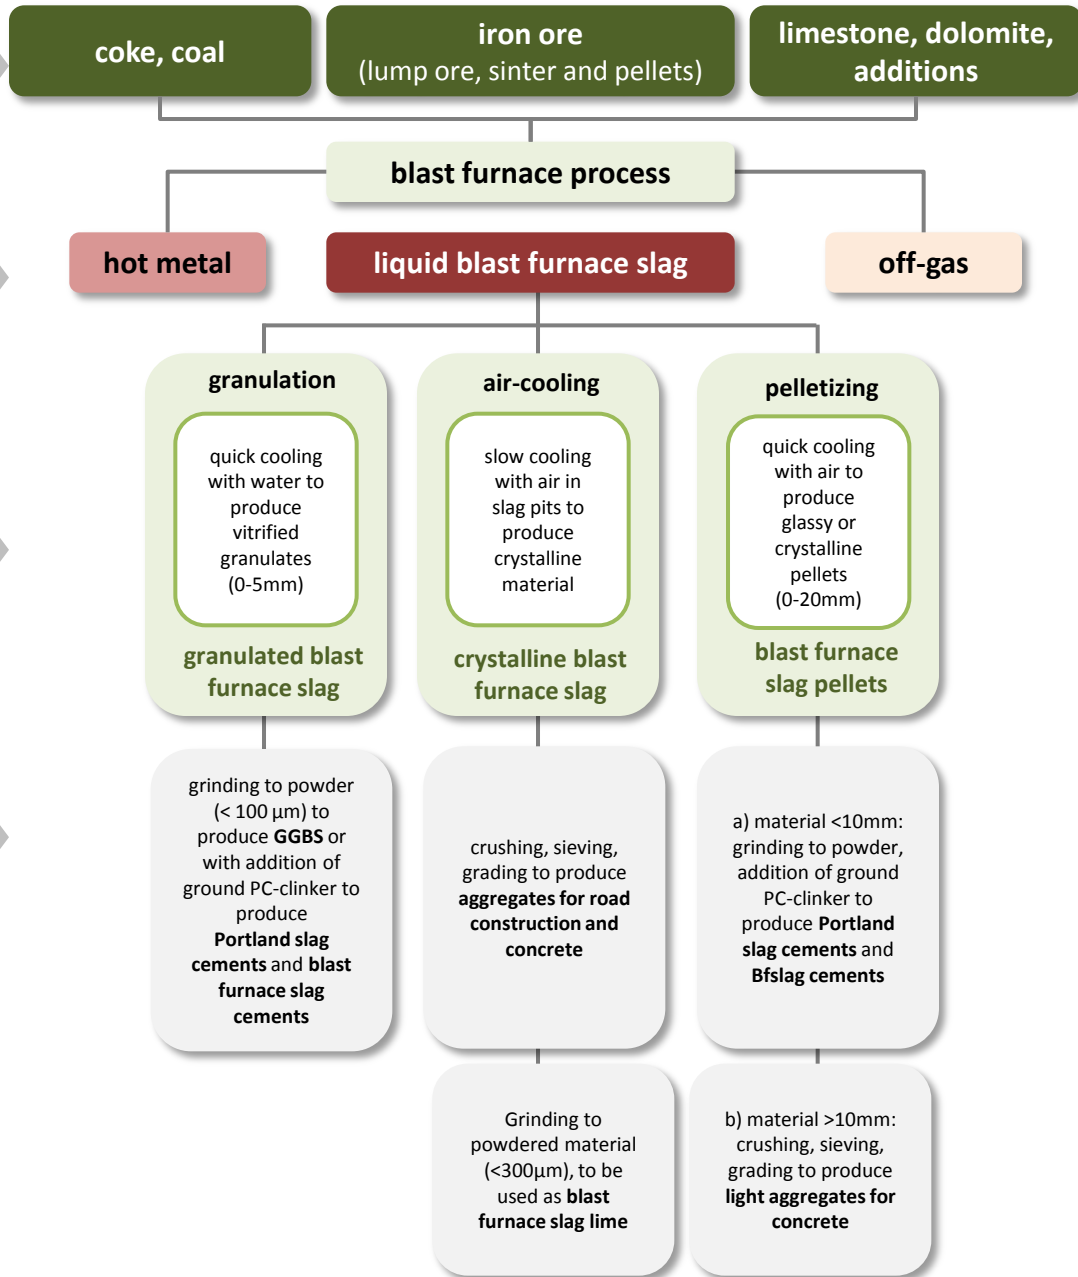 coke, coal
iron ore
(lump ore, sinter and pellets)
limestone, dolomite,
additions
blast furnace process
hot metal
liquid blast furnace slag
off-gas
granulation
quick cooling
with water to
produce
vitrified
granulates
(0-5mm)
granulated blast
furnace slag
air-cooling
slow cooling
with air in
slag pits to
produce
crystalline
material
crystalline blast
furnace slag
pelletizing
quick cooling
with air to
produce
glassy or
crystalline
pellets
(0-20mm)
blast furnace
slag pellets
grinding to powder
(< 100 µm) to
produce GGBS or
with addition of
ground PC-clinker to
produce
Portland slag
cements and blast
furnace slag
cements
crushing, sieving,
grading to produce
aggregates for road
construction and
concrete
a) material <10mm:
grinding to powder,
addition of ground
PC-clinker to
produce Portland
slag cements and
Bfslag cements
Grinding to
powdered material
(<300µm), to be
used as blast
furnace slag lime
b) material >10mm:
crushing, sieving,
grading to produce
light aggregates for
concrete